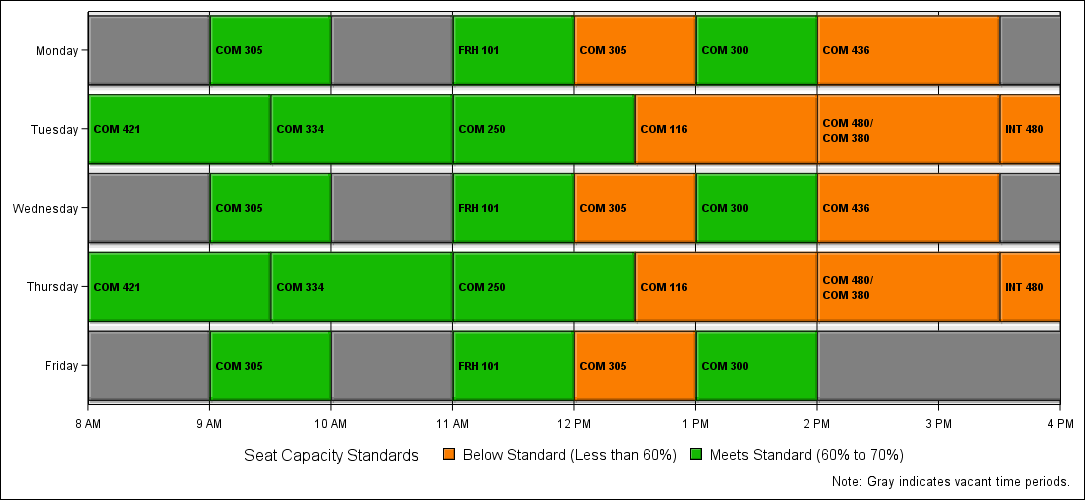 Monday
COM 305
FRH 101
COM 305
COM 300
COM 436
Tuesday
COM 421
COM 334
COM 250
COM 116
COM 480/
COM 380
INT 480
Wednesday
COM 305
FRH 101
COM 305
COM 300
COM 436
Thursday
COM 421
COM 334
COM 250
COM 116
COM 480/
COM 380
INT 480
Friday
COM 305
FRH 101
COM 305
COM 300
8 AM
9 AM
10 AM
11 AM
12 PM
1 PM
2 PM
3 PM
4 PM
Seat Capacity Standards
Below Standard (Less than 60%)
Meets Standard (60% to 70%)
Note: Gray indicates vacant time periods.